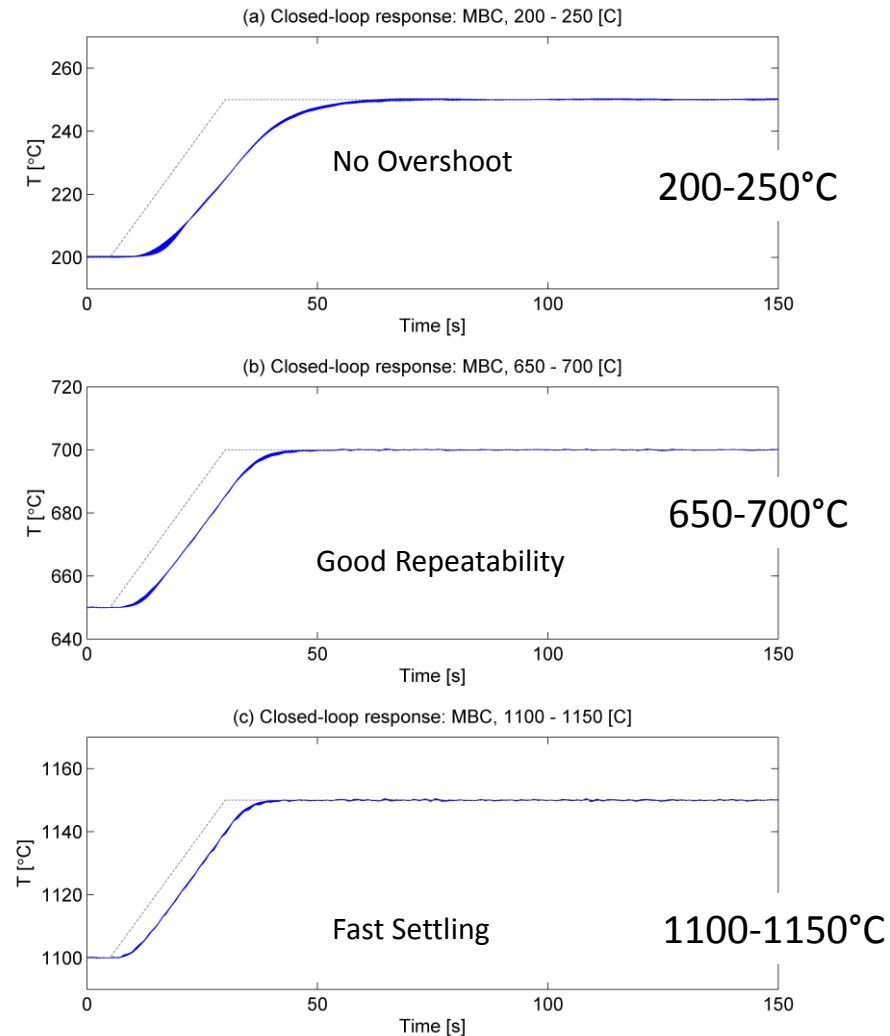 (a) Closed-loop response: MBC, 200 - 250 [C]
260
240
220
200
T [°C]
No Overshoot
200-250°C
0
50
100
150
Time [s]
(b) Closed-loop response: MBC, 650 - 700 [C]
720
700
680
660
640
T [°C]
Good Repeatability
650-700°C
0
50
100
150
Time [s]
(c) Closed-loop response: MBC, 1100 - 1150 [C]
1160
1140
1120
1100
T [°C]
Fast Settling
1100-1150°C
0
50
100
150
Time [s]